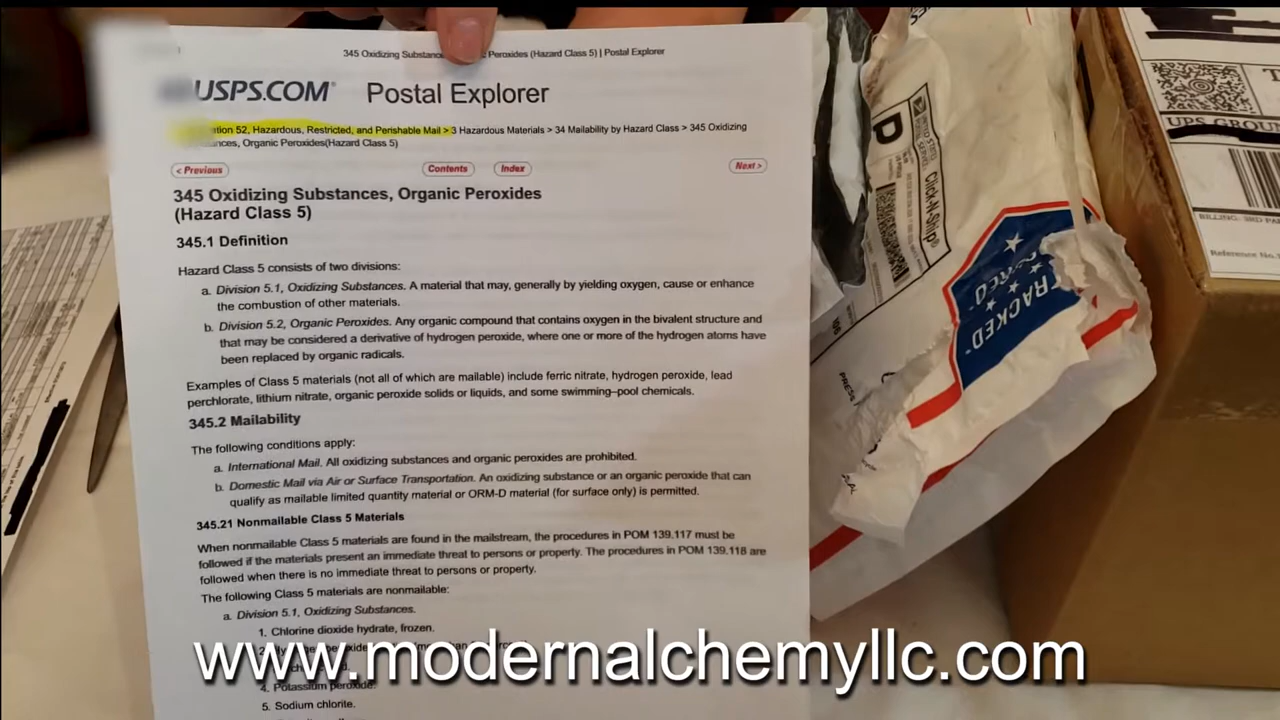 345 Oxidizing Substances, Organic Peroxides (Hazard Class 5) | Postal Explorer
USPS.COM® Postal Explorer
52, Hazardous, Restricted, and Perishable Mail > 3 Hazardous Materials > 34 Mailability by Hazard Class > 345 Oxidizing
Organic Peroxides(Hazard Class 5)
< Previous Contents Index Next >
345 Oxidizing Substances, Organic Peroxides
(Hazard Class 5)
345.1 Definition
Hazard Class 5 consists of two divisions:
a. Division 5.1, Oxidizing Substances. A material that may, generally by yielding oxygen, cause or enhance
the combustion of other materials.
b. Division 5.2, Organic Peroxides. Any organic compound that contains oxygen in the bivalent structure and
that may be considered a derivative of hydrogen peroxide, where one or more of the hydrogen atoms have
been replaced by organic radicals.
Examples of Class 5 materials (not all of which are mailable) include ferric nitrate, hydrogen peroxide, lead
perchlorate, lithium nitrate, organic peroxide solids or liquids, and some swimming–pool chemicals.
345.2 Mailability
The following conditions apply:
a. International Mail. All oxidizing substances and organic peroxides are prohibited.
b. Domestic Mail via Air or Surface Transportation. An oxidizing substance or an organic peroxide that can
qualify as mailable limited quantity material or ORM-D material (for surface only) is permitted.
345.21 Nonmailable Class 5 Materials
When nonmailable Class 5 materials are found in the mailstream, the procedures in POM 139.117 must be
followed if the materials present an immediate threat to persons or property. The procedures in POM 139.118 are
followed when there is no immediate threat to persons or property.
The following Class 5 materials are nonmailable:
a. Division 5.1, Oxidizing Substances.
1. Chlorine dioxide hydrate, frozen.
4. Potassium peroxide.
5. Sodium chlorite.
www.modernalchemyllc.com
P
Click-N-Ship®
TRACKED
UPS GROUND
Reference No.